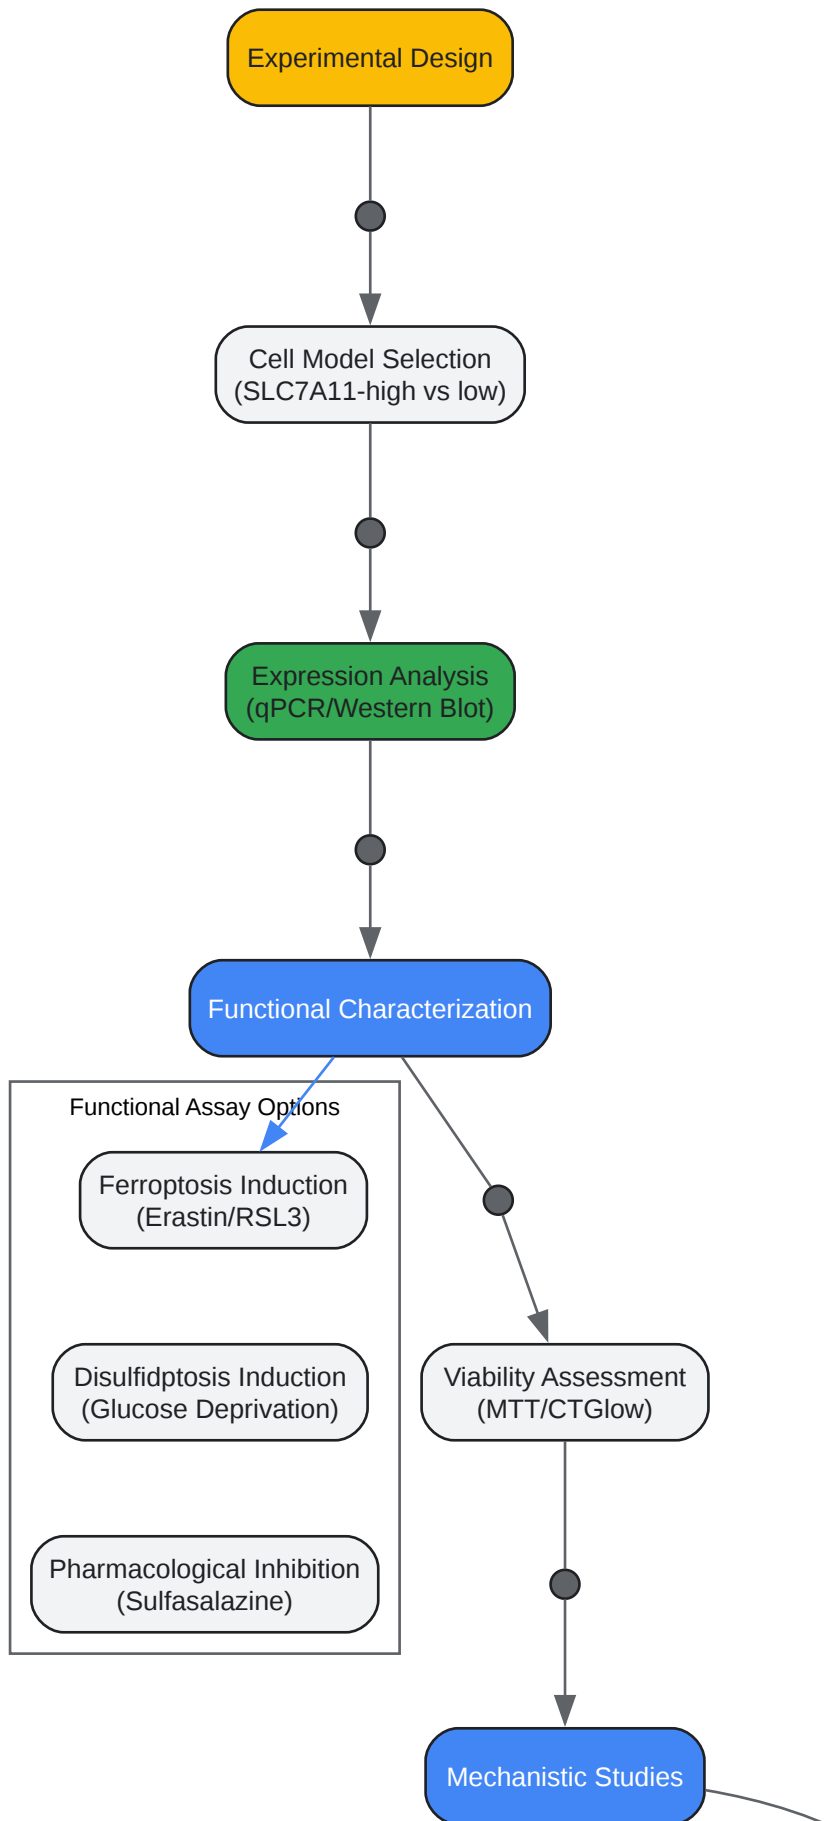 Experimental Design
Cell Model Selection
(SLC7A11-high vs low)
Expression Analysis
(qPCR/Western Blot)
Functional Characterization
Functional Assay Options
Ferroptosis Induction
(Erastin/RSL3)
Disulfidptosis Induction
(Glucose Deprivation)
Viability Assessment
(MTT/CTGlow)
Pharmacological Inhibition
(Sulfasalazine)
Mechanistic Studies